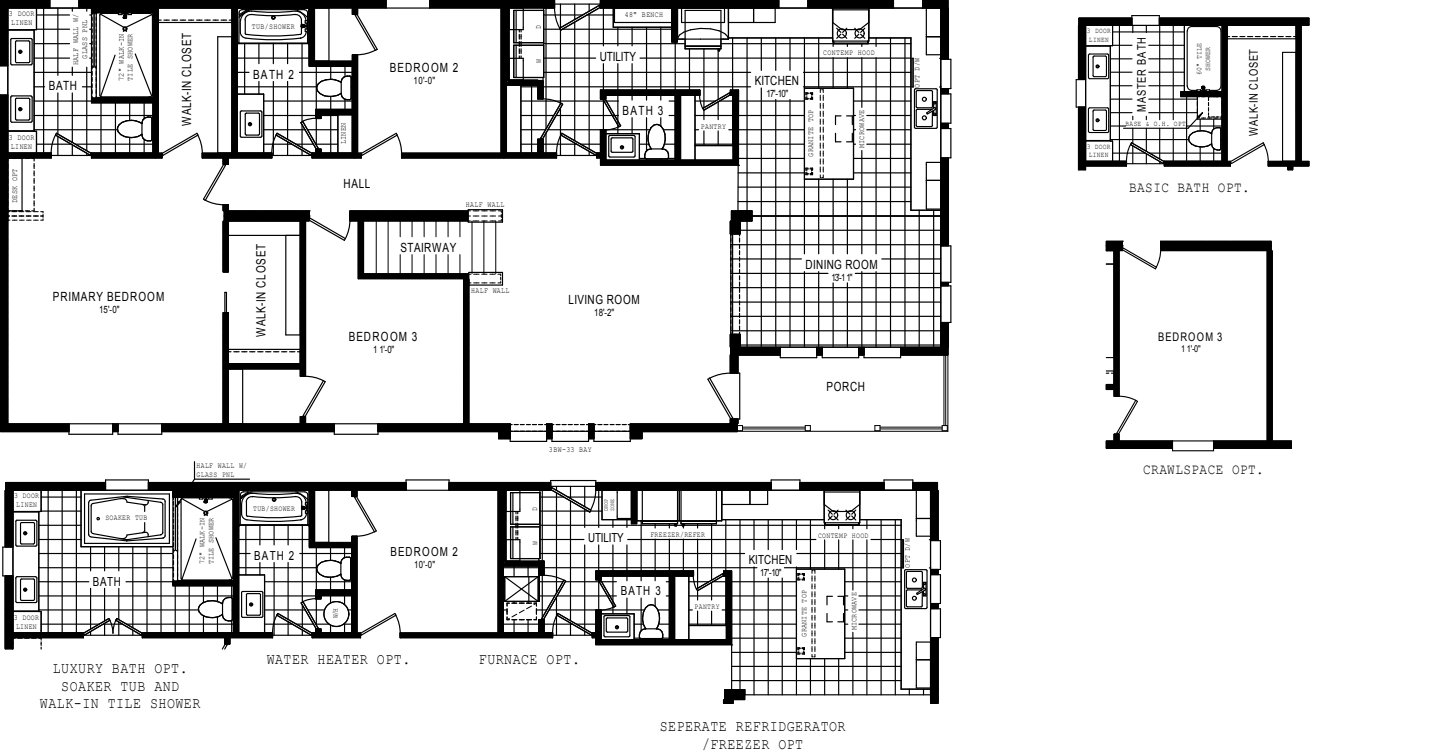 3 DOOR
LINEN
HALF WALL W/
GLASS PNL
72" WALK-IN
TILE SHOWER
BATH
3 DOOR
LINEN
WALK-IN CLOSET
TUB/SHOWER
BATH 2
LINEN
BEDROOM 2
10'-0"
D
W
UTILITY
48" BENCH
BATH 3
PANTRY
KITCHEN
17'-10"
CONTEMP HOOD
GRANITE TOP
MICROWAVE
OPT D/W
DESK OPT
HALL
HALF WALL
STAIRWAY
HALF WALL
PRIMARY BEDROOM
15'-0"
WALK-IN CLOSET
BEDROOM 3
11'-0"
LIVING ROOM
18'-2"
DINING ROOM
13'-11"
PORCH
3BW-33 BAY
3 DOOR
LINEN
MASTER BATH
60" TILE
SHOWER
BASE & O.H. OPT
3 DOOR
LINEN
WALK-IN CLOSET
BASIC BATH OPT.
BEDROOM 3
11'-0"
CRAWLSPACE OPT.
HALF WALL W/
GLASS PNL
3 DOOR
LINEN
SOAKER TUB
72" WALK-IN
TILE SHOWER
BATH
3 DOOR
LINEN
TUB/SHOWER
BATH 2
W/H
BEDROOM 2
10'-0"
D
W
UTILITY
DROP
SINK
FREEZER/REFER
BATH 3
PANTRY
KITCHEN
17'-10"
CONTEMP HOOD
GRANITE TOP
MICROWAVE
OPT D/W
LUXURY BATH OPT.
SOAKER TUB AND
WALK-IN TILE SHOWER
WATER HEATER OPT.
FURNACE OPT.
SEPERATE REFRIDGERATOR
/FREEZER OPT